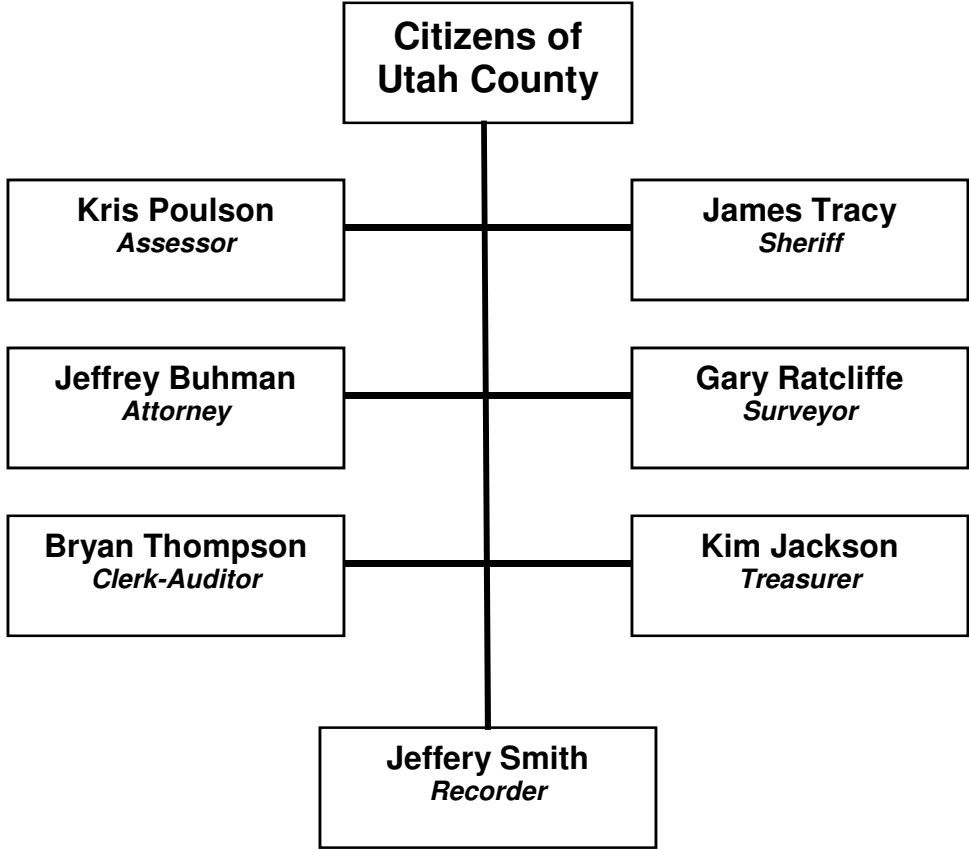 Citizens of
Utah County
Kris Poulson
Assessor
James Tracy
Sheriff
Jeffrey Buhman
Attorney
Gary Ratcliffe
Surveyor
Bryan Thompson
Clerk-Auditor
Kim Jackson
Treasurer
Jeffery Smith
Recorder